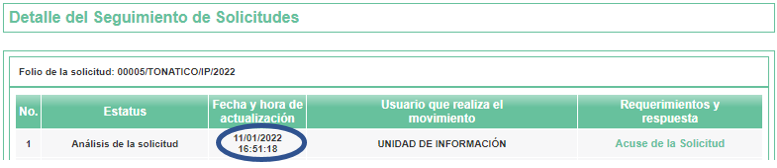 Detalle del Seguimiento de Solicitudes
Folio de la solicitud: 00005/TONATICO/IP/2022
No. Estatus Fecha y hora de actualización Usuario que realiza el movimiento Requerimientos y respuesta
1 Análisis de la solicitud 11/01/2022 16:51:18 UNIDAD DE INFORMACIÓN Acuse de la Solicitud